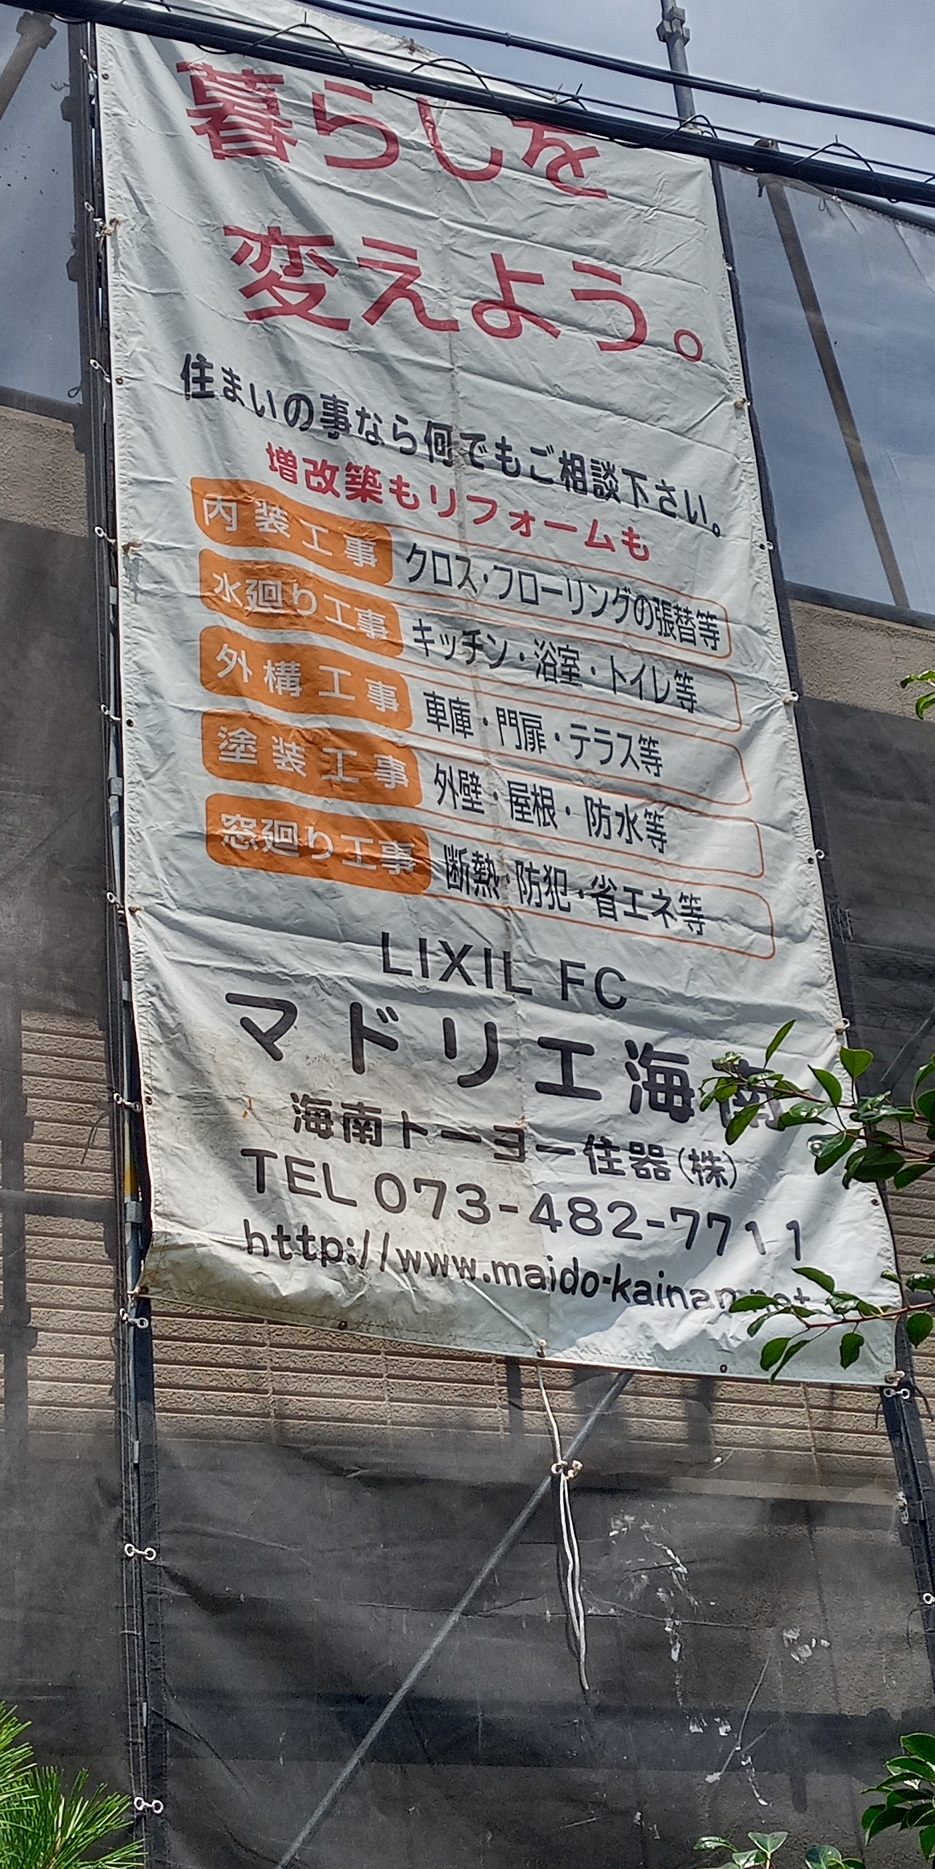 暮らしを
変えよう。
住まいの事なら何でもご相談下さい。
増改築もリフォームも
内装工事 クロス・フローリングの張替等
水廻り工事 キッチン・浴室・トイレ等
外構工事 車庫・門扉・テラス等
塗装工事 外壁・屋根・防水等
窓廻り工事 断熱・防犯・省エネ等
LIXIL FC
マドリエ海南
海南トーヨー住器(株)
TEL 073-482-7711
http://www.maido-kainan.net